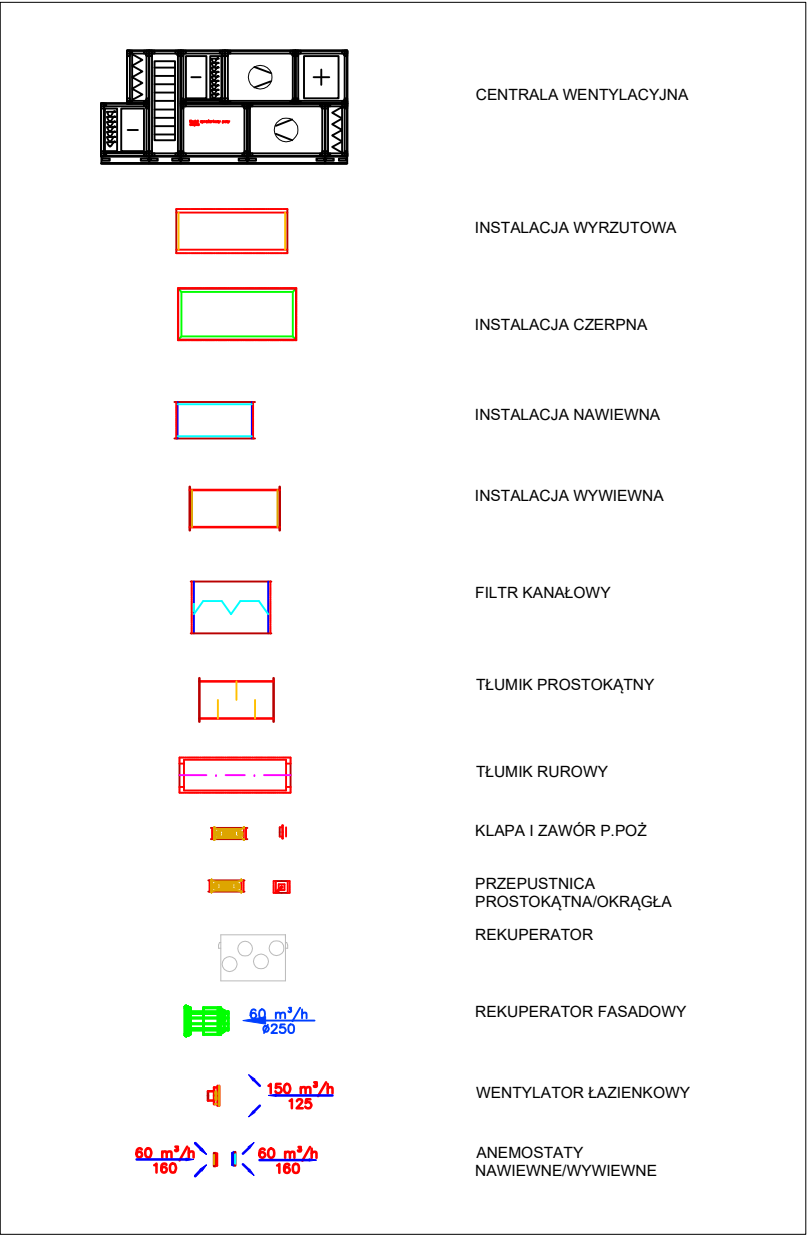 CENTRALA WENTYLACYJNA
INSTALACJA WYRZUTOWA
INSTALACJA CZERPNA
INSTALACJA NAWIEWNA
INSTALACJA WYWIEWNA
FILTR KANAŁOWY
TŁUMIK PROSTOKĄTNY
TŁUMIK RUROWY
KLAPA I ZAWÓR P.POŻ
PRZEPUSTNICA
PROSTOKĄTNA/OKRĄGŁA
REKUPERATOR
60 m³/h
ø250
REKUPERATOR FASADOWY
150 m³/h
125
WENTYLATOR ŁAZIENKOWY
60 m³/h
160
60 m³/h
160
ANEMOSTATY
NAWIEWNE/WYWIEWNE